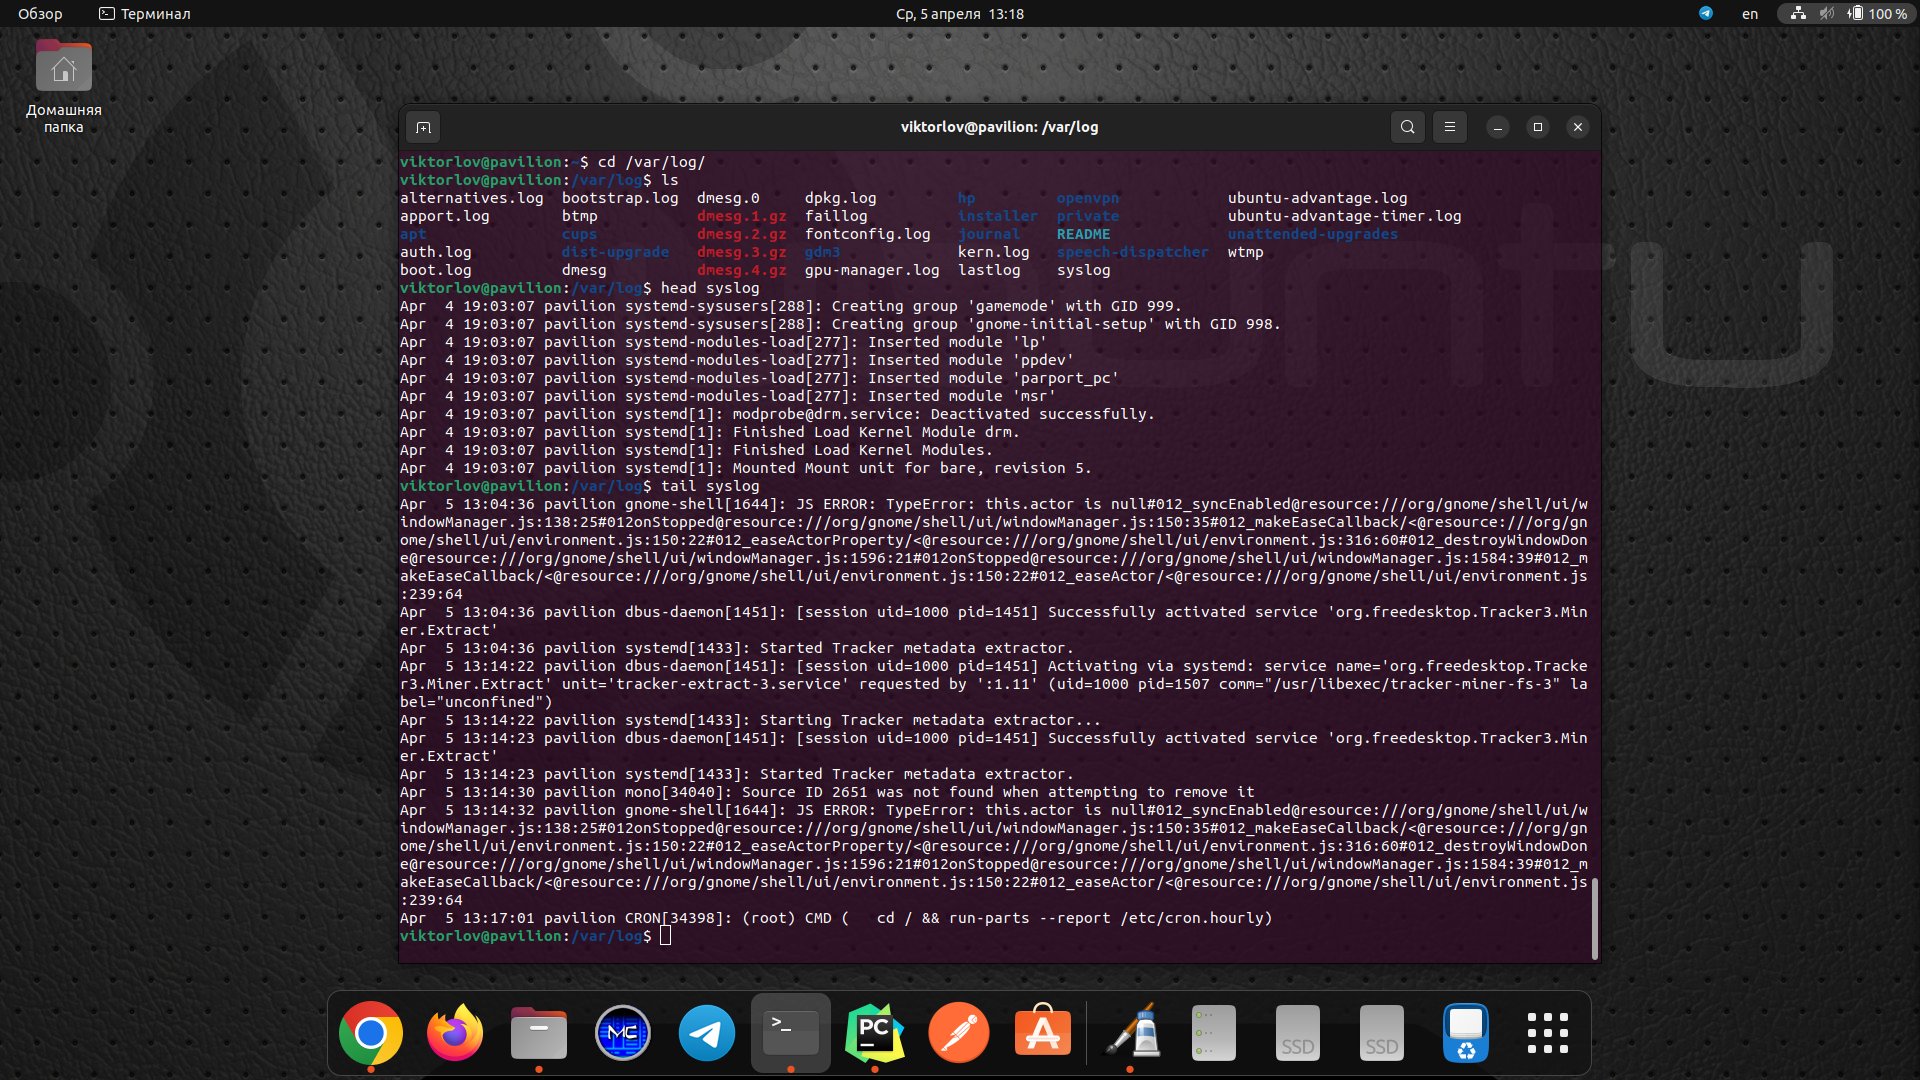 Обзор Терминал Ср, 5 апреля 13:18 en 100 %
Домашняя
папка
viktorlov@pavilion: /var/log
viktorlov@pavilion:~$ cd /var/log/
viktorlov@pavilion:/var/log$ ls
alternatives.log bootstrap.log dmesg.0 dpkg.log hp openvpn ubuntu-advantage.log
apport.log btmp dmesg.1.gz faillog installer private ubuntu-advantage-timer.log
apt cups dmesg.2.gz fontconfig.log journal README unattended-upgrades
auth.log dist-upgrade dmesg.3.gz gdm3 kern.log speech-dispatcher wtmp
boot.log dmesg dmesg.4.gz gpu-manager.log lastlog syslog
viktorlov@pavilion:/var/log$ head syslog
Apr  4 19:03:07 pavilion systemd-sysusers[288]: Creating group 'gamemode' with GID 999.
Apr  4 19:03:07 pavilion systemd-sysusers[288]: Creating group 'gnome-initial-setup' with GID 998.
Apr  4 19:03:07 pavilion systemd-modules-load[277]: Inserted module 'lp'
Apr  4 19:03:07 pavilion systemd-modules-load[277]: Inserted module 'ppdev'
Apr  4 19:03:07 pavilion systemd-modules-load[277]: Inserted module 'parport_pc'
Apr  4 19:03:07 pavilion systemd-modules-load[277]: Inserted module 'msr'
Apr  4 19:03:07 pavilion systemd[1]: modprobe@drm.service: Deactivated successfully.
Apr  4 19:03:07 pavilion systemd[1]: Finished Load Kernel Module drm.
Apr  4 19:03:07 pavilion systemd[1]: Finished Load Kernel Modules.
Apr  4 19:03:07 pavilion systemd[1]: Mounted Mount unit for bare, revision 5.
viktorlov@pavilion:/var/log$ tail syslog
Apr  5 13:04:36 pavilion gnome-shell[1644]: JS ERROR: TypeError: this.actor is null#012_syncEnabled@resource:///org/gnome/shell/ui/w
indowManager.js:138:25#012onStopped@resource:///org/gnome/shell/ui/windowManager.js:150:35#012_makeEaseCallback/<@resource:///org/gn
ome/shell/ui/environment.js:150:22#012_easeActorProperty/<@resource:///org/gnome/shell/ui/environment.js:316:60#012_destroyWindowDon
e@resource:///org/gnome/shell/ui/windowManager.js:1596:21#012onStopped@resource:///org/gnome/shell/ui/windowManager.js:1584:39#012_m
akeEaseCallback/<@resource:///org/gnome/shell/ui/environment.js:150:22#012_easeActor/<@resource:///org/gnome/shell/ui/environment.js
:239:64
Apr  5 13:04:36 pavilion dbus-daemon[1451]: [session uid=1000 pid=1451] Successfully activated service 'org.freedesktop.Tracker3.Min
er.Extract'
Apr  5 13:04:36 pavilion systemd[1433]: Started Tracker metadata extractor.
Apr  5 13:14:22 pavilion dbus-daemon[1451]: [session uid=1000 pid=1451] Activating via systemd: service name='org.freedesktop.Tracke
r3.Miner.Extract' unit='tracker-extract-3.service' requested by ':1.11' (uid=1000 pid=1507 comm="/usr/libexec/tracker-miner-fs-3" la
bel="unconfined")
Apr  5 13:14:22 pavilion systemd[1433]: Starting Tracker metadata extractor...
Apr  5 13:14:23 pavilion dbus-daemon[1451]: [session uid=1000 pid=1451] Successfully activated service 'org.freedesktop.Tracker3.Min
er.Extract'
Apr  5 13:14:23 pavilion systemd[1433]: Started Tracker metadata extractor.
Apr  5 13:14:30 pavilion mono[34040]: Source ID 2651 was not found when attempting to remove it
Apr  5 13:14:32 pavilion gnome-shell[1644]: JS ERROR: TypeError: this.actor is null#012_syncEnabled@resource:///org/gnome/shell/ui/w
indowManager.js:138:25#012onStopped@resource:///org/gnome/shell/ui/windowManager.js:150:35#012_makeEaseCallback/<@resource:///org/gn
ome/shell/ui/environment.js:150:22#012_easeActorProperty/<@resource:///org/gnome/shell/ui/environment.js:316:60#012_destroyWindowDon
e@resource:///org/gnome/shell/ui/windowManager.js:1596:21#012onStopped@resource:///org/gnome/shell/ui/windowManager.js:1584:39#012_m
akeEaseCallback/<@resource:///org/gnome/shell/ui/environment.js:150:22#012_easeActor/<@resource:///org/gnome/shell/ui/environment.js
:239:64
Apr  5 13:17:01 pavilion CRON[34398]: (root) CMD (   cd / && run-parts --report /etc/cron.hourly)
viktorlov@pavilion:/var/log$
MC >_ PC SSD SSD